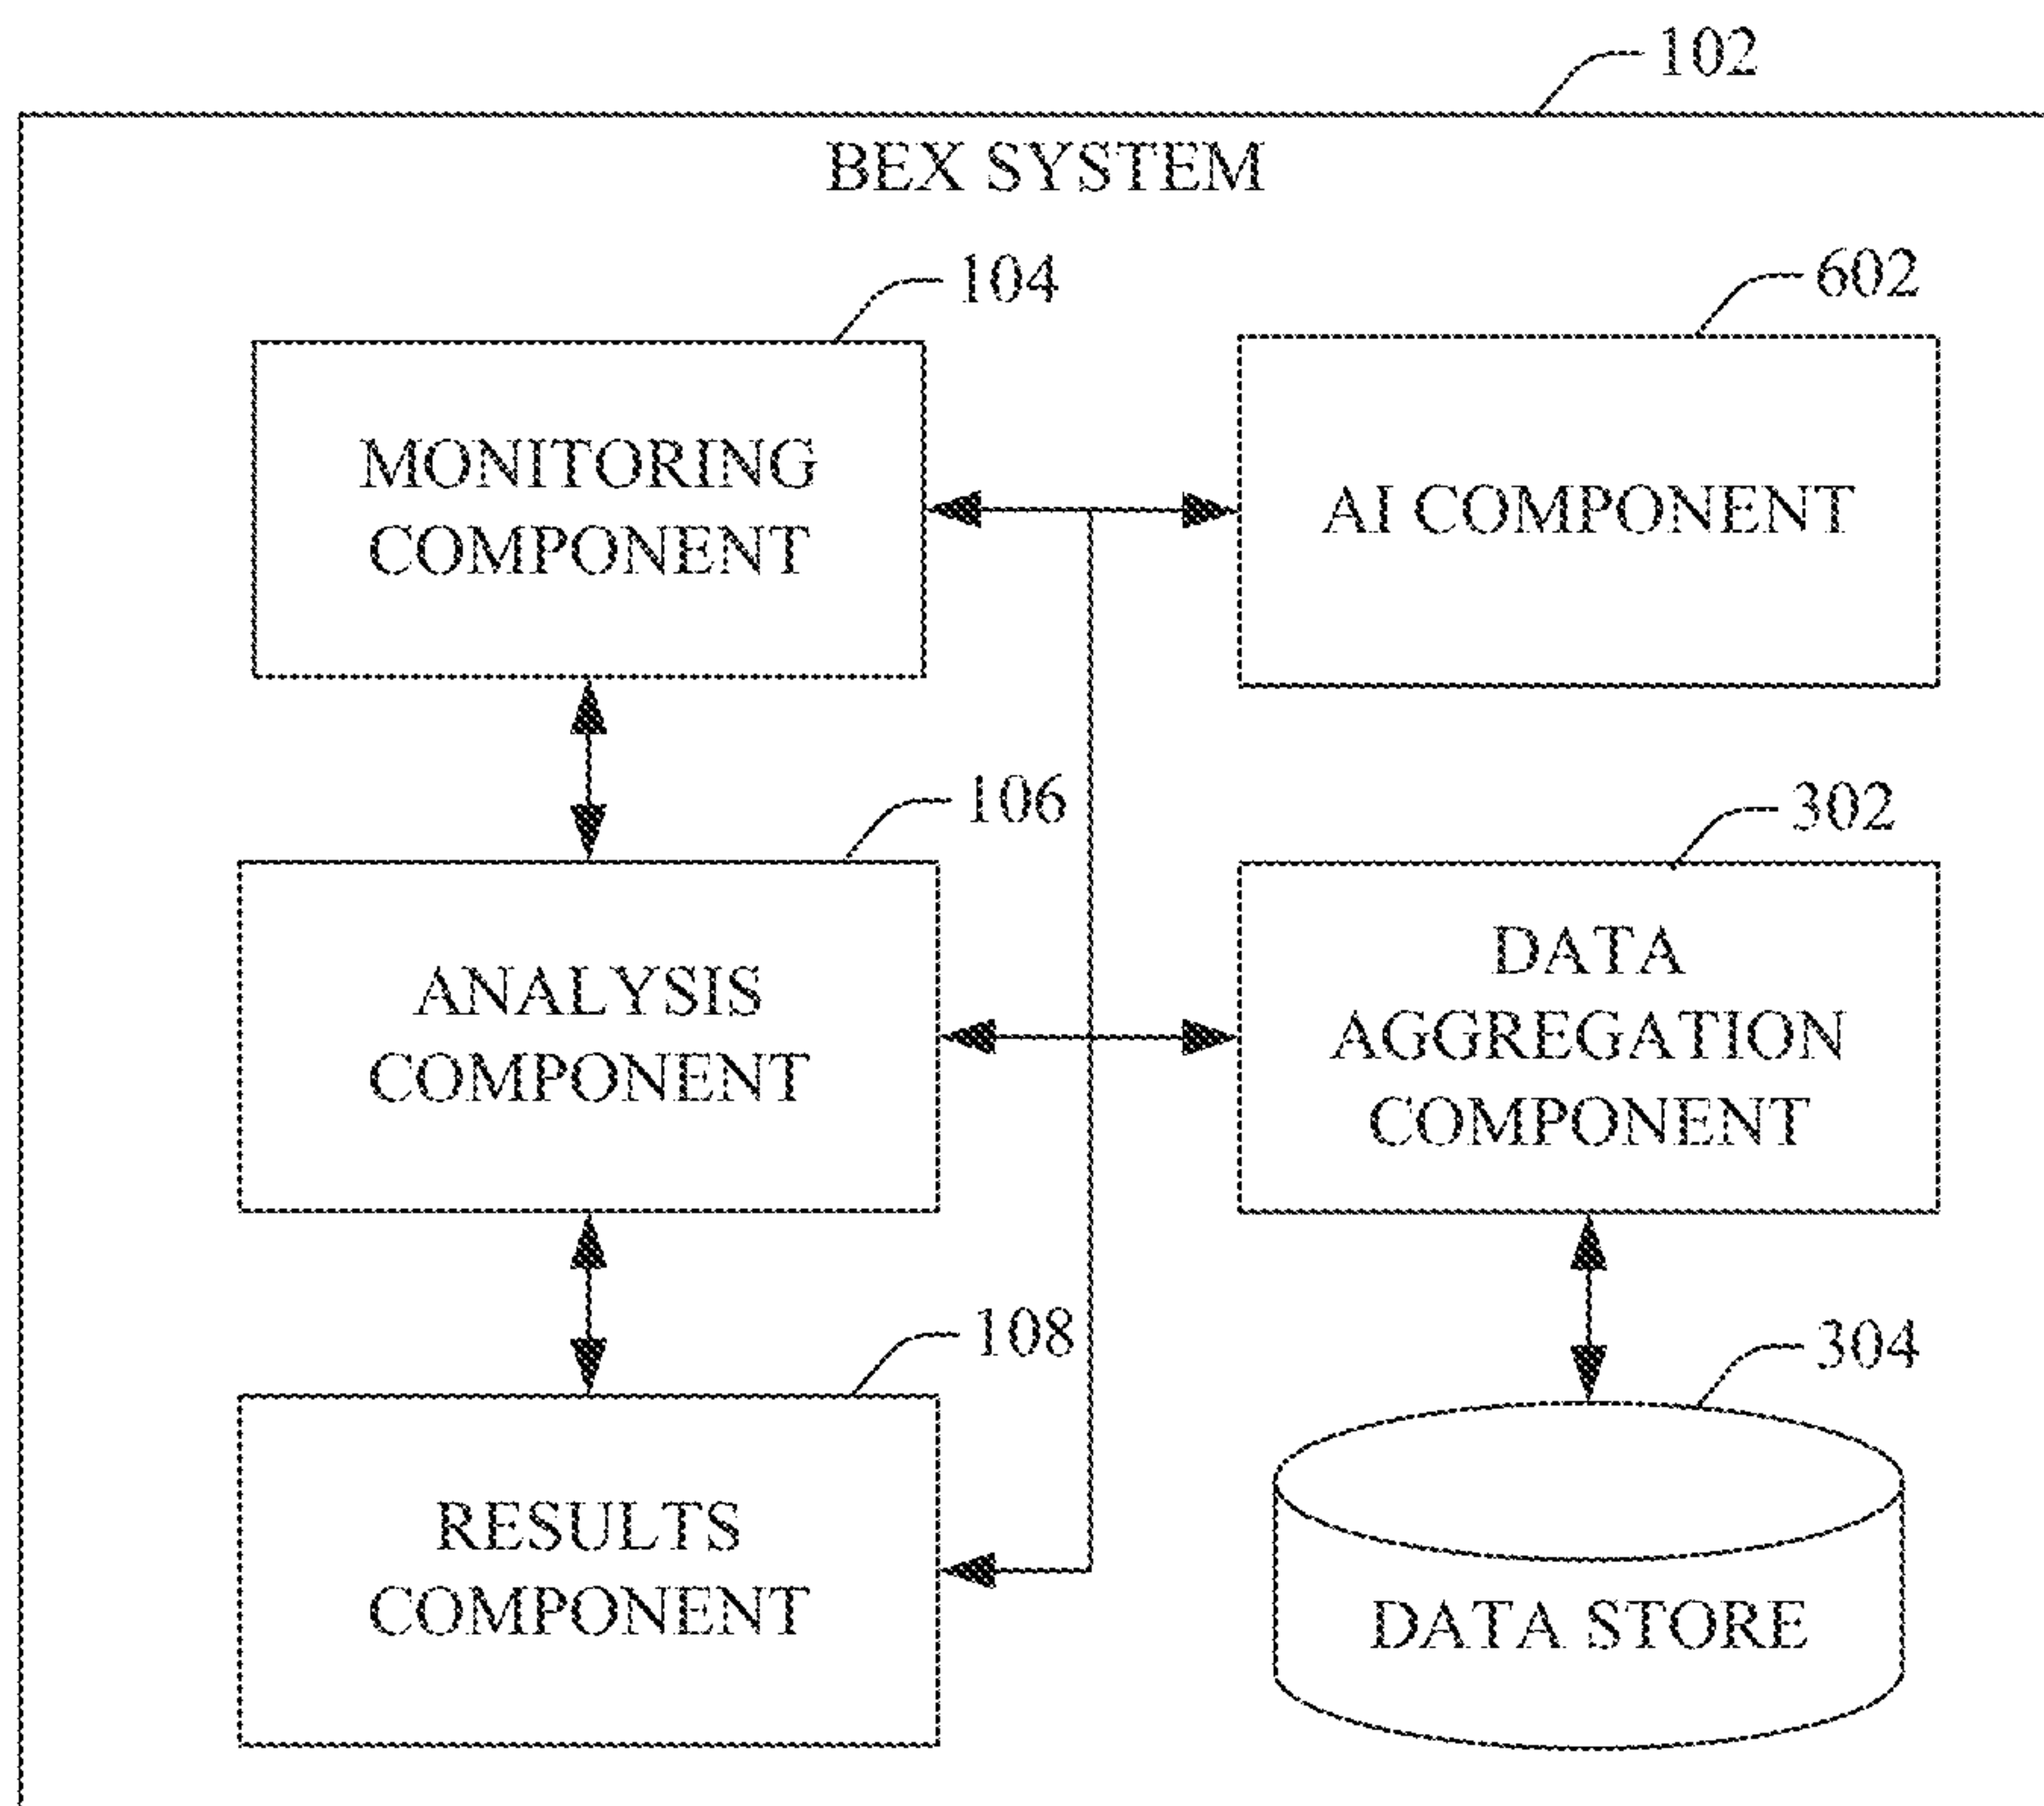 102
BEX SYSTEM
104
602
MONITORING
COMPONENT
AI COMPONENT
106
302
ANALYSIS
COMPONENT
DATA
AGGREGATION
COMPONENT
108
304
RESULTS
COMPONENT
DATA STORE